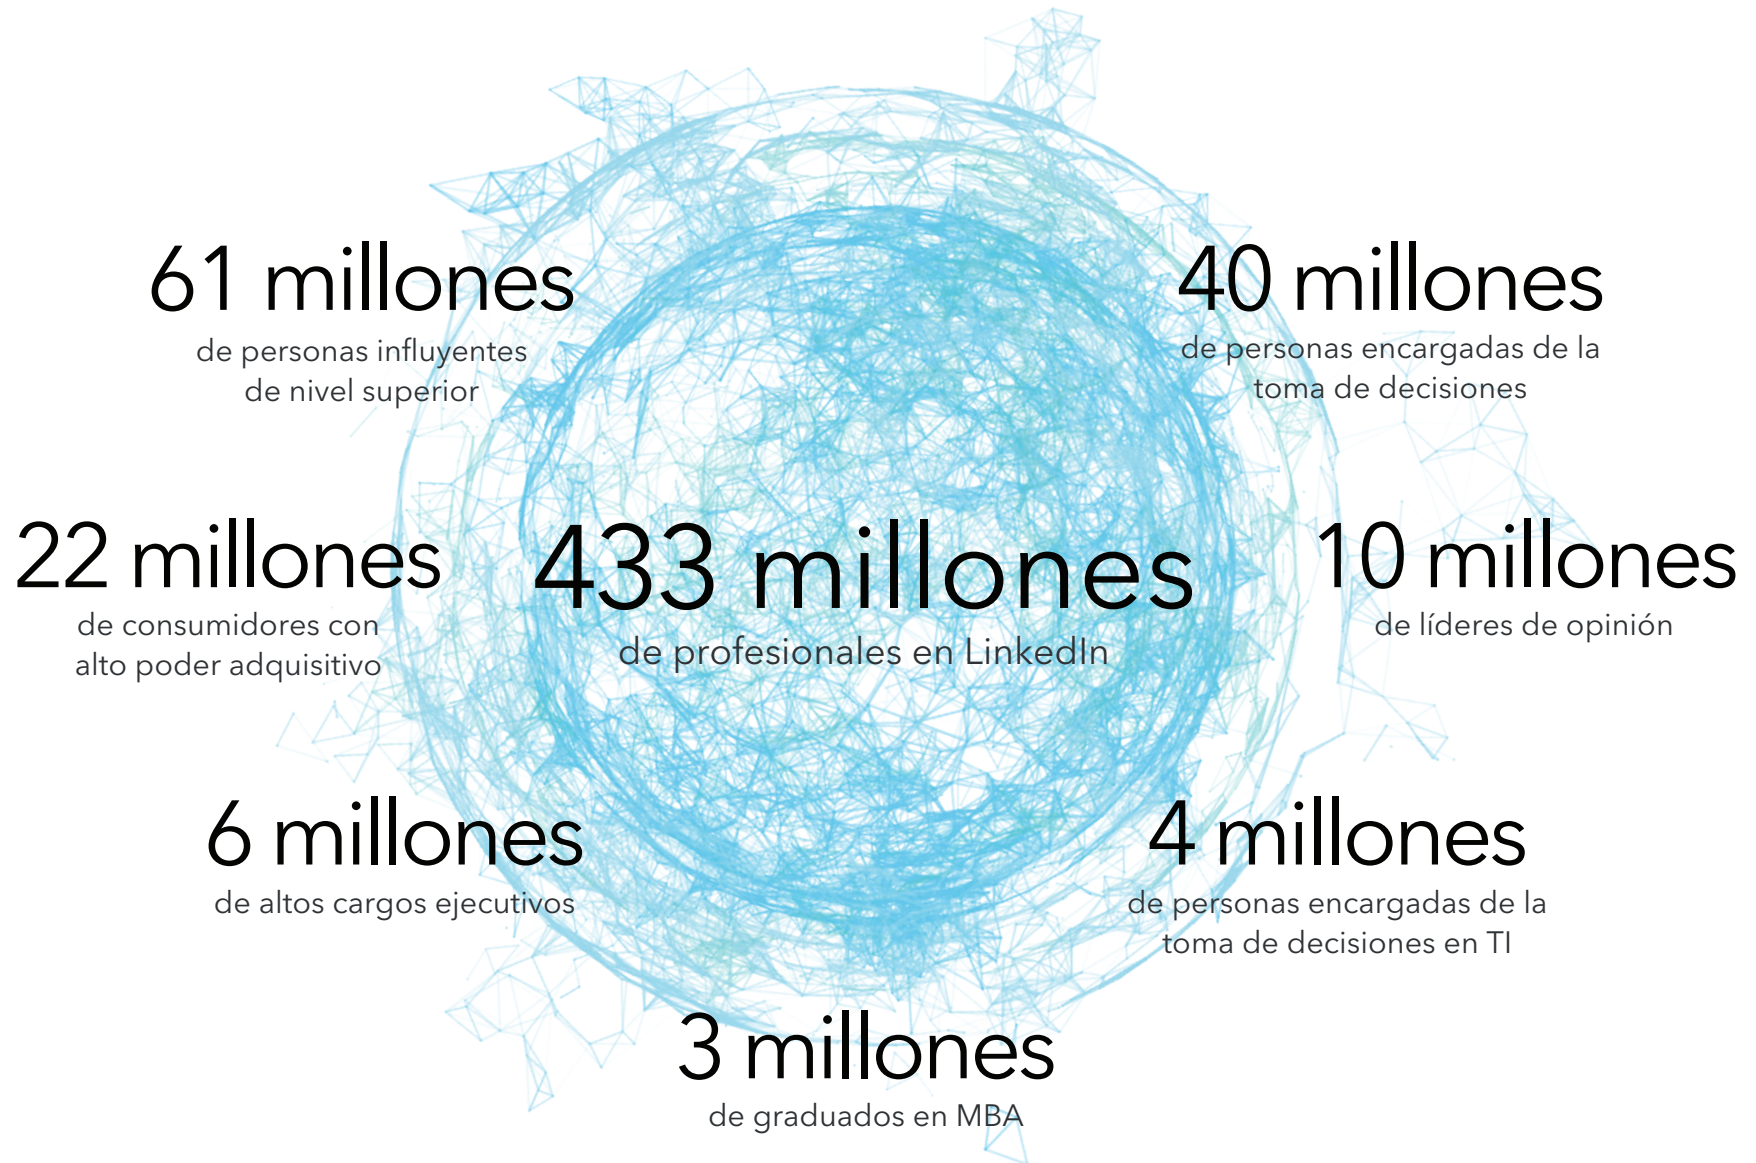 61 millones
de personas influyentes
de nivel superior
40 millones
de personas encargadas de la
toma de decisiones
22 millones
de consumidores con
alto poder adquisitivo
433 millones
de profesionales en LinkedIn
10 millones
de líderes de opinión
6 millones
de altos cargos ejecutivos
4 millones
de personas encargadas de la
toma de decisiones en TI
3 millones
de graduados en MBA